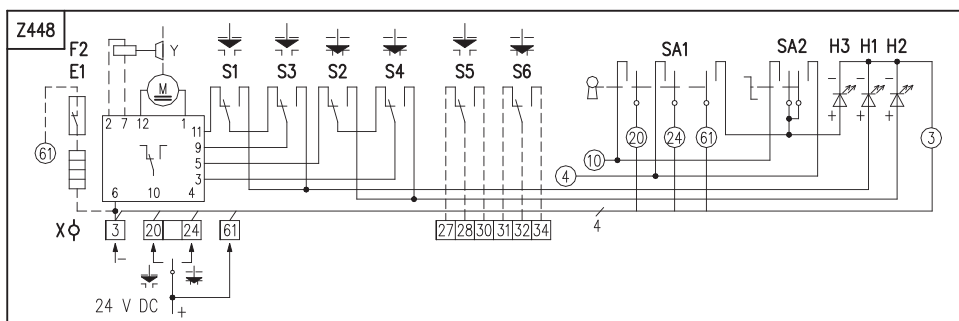 Z448
F2
E1
Y
M
S1 S3 S2 S4 S5 S6 SA1 SA2 H3 H1 H2
2 7 12 1
11
9
5
3
6 10 4
61
20 24 61
10
4
3
− − −
+ + +
X
3 20 24 61
27 28 30 31 32 34
4
−
24 V DC +